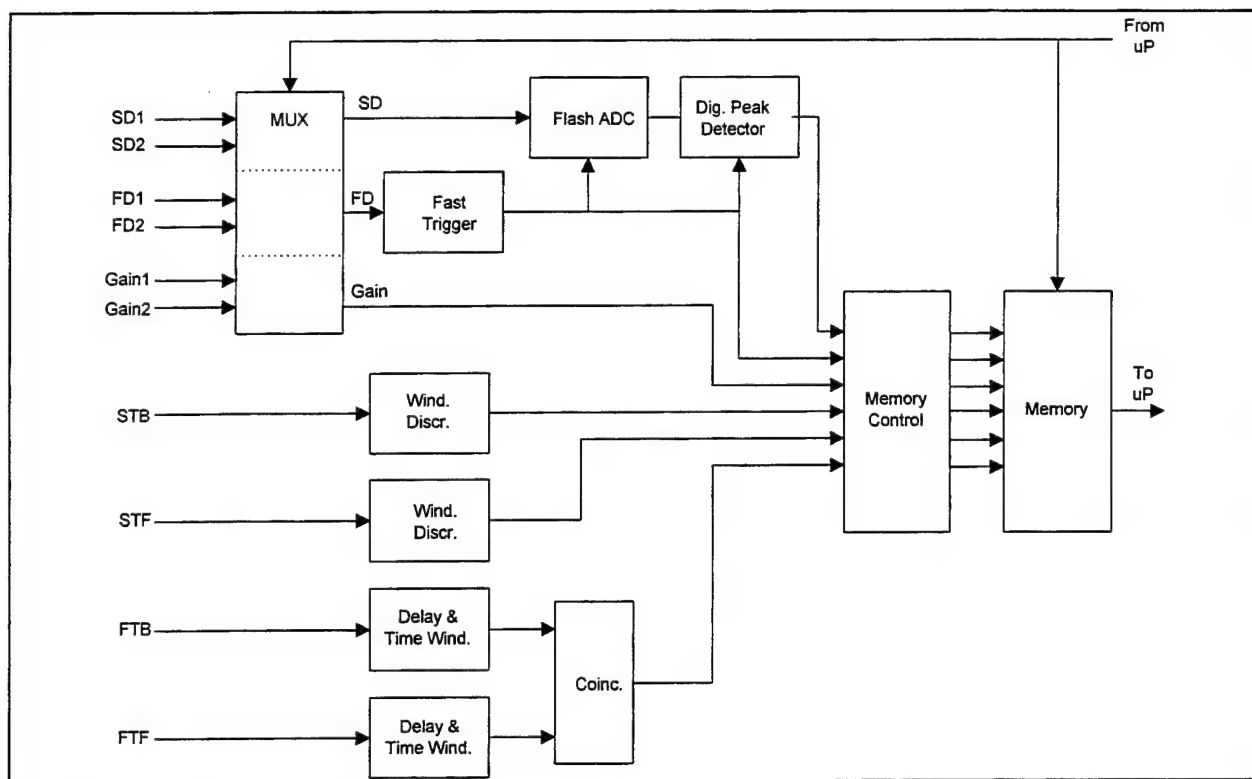 From
uP
SD1
SD2
FD1
FD2
Gain1
Gain2
MUX
SD
FD
Gain
Flash ADC
Dig. Peak
Detector
Fast
Trigger
STB
Wind.
Discr.
STF
Wind.
Discr.
FTB
Delay &
Time Wind.
FTF
Delay &
Time Wind.
Coinc.
Memory
Control
Memory
To
uP